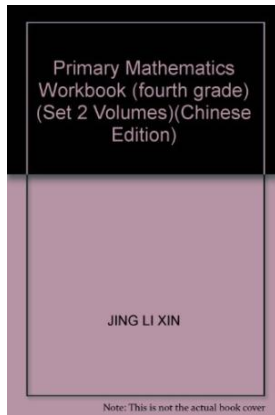 Primary Mathematics
Workbook (fourth grade)
(Set 2 Volumes)(Chinese
Edition)
JING LI XIN
Note: This is not the actual book cover